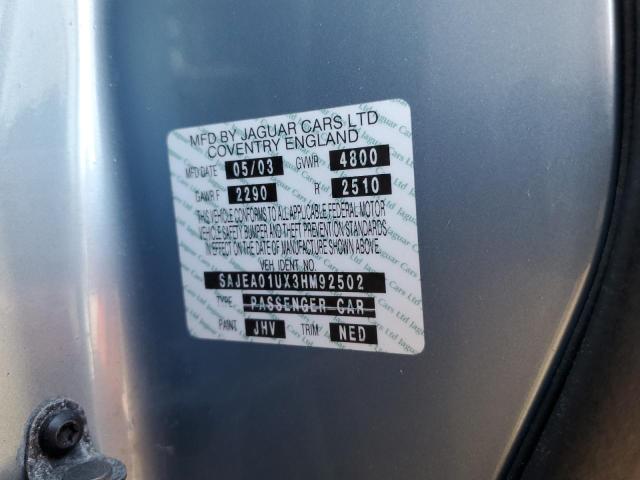 MFD BY JAGUAR CARS LTD
COVENTRY ENGLAND
MFD DATE 05/03 GVWR 4800
GAWR F 2290 R 2510
THIS VEHICLE CONFORMS TO ALL APPLICABLE FEDERAL MOTOR
VEHICLE SAFETY BUMPER AND THEFT PREVENTION STANDARDS
IN EFFECT ON THE DATE OF MANUFACTURE SHOWN ABOVE.
VEH IDENT No.
SAJEA01UX3HM92502
TYPE PASSENGER CAR
PAINT JHV TRIM NED